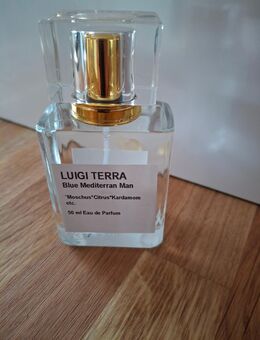 LUIGI TERRA
Blue Mediterran Man
*Moschus*Citrus*Kardamom
etc.
50 ml Eau de Parfum